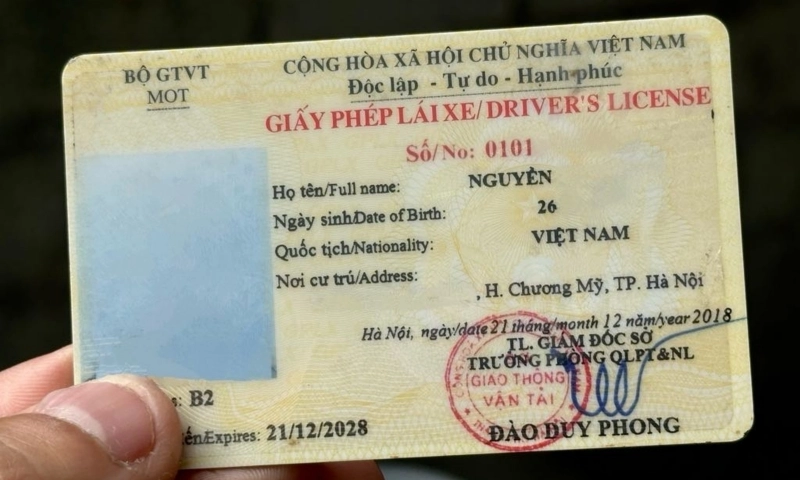 BỘ GTVT
MOT
CỘNG HÒA XÃ HỘI CHỦ NGHĨA VIỆT NAM
Độc lập - Tự do - Hạnh phúc
GIẤY PHÉP LÁI XE/ DRIVER'S LICENSE
Số/No: 0101
Họ tên/Full name: NGUYỄN
Ngày sinh/Date of Birth: 26
Quốc tịch/Nationality: VIỆT NAM
Nơi cư trú/Address:
, H. Chương Mỹ, TP. Hà Nội
Hà Nội, ngày/date 21 tháng/month 12 năm/year 2018
TL. GIÁM ĐỐC SỞ
TRƯỞNG PHÒNG QLPT&NL
GIAO THÔNG
VẬN TẢI
B2
/Expires: 21/12/2028
ĐÀO DUY PHONG